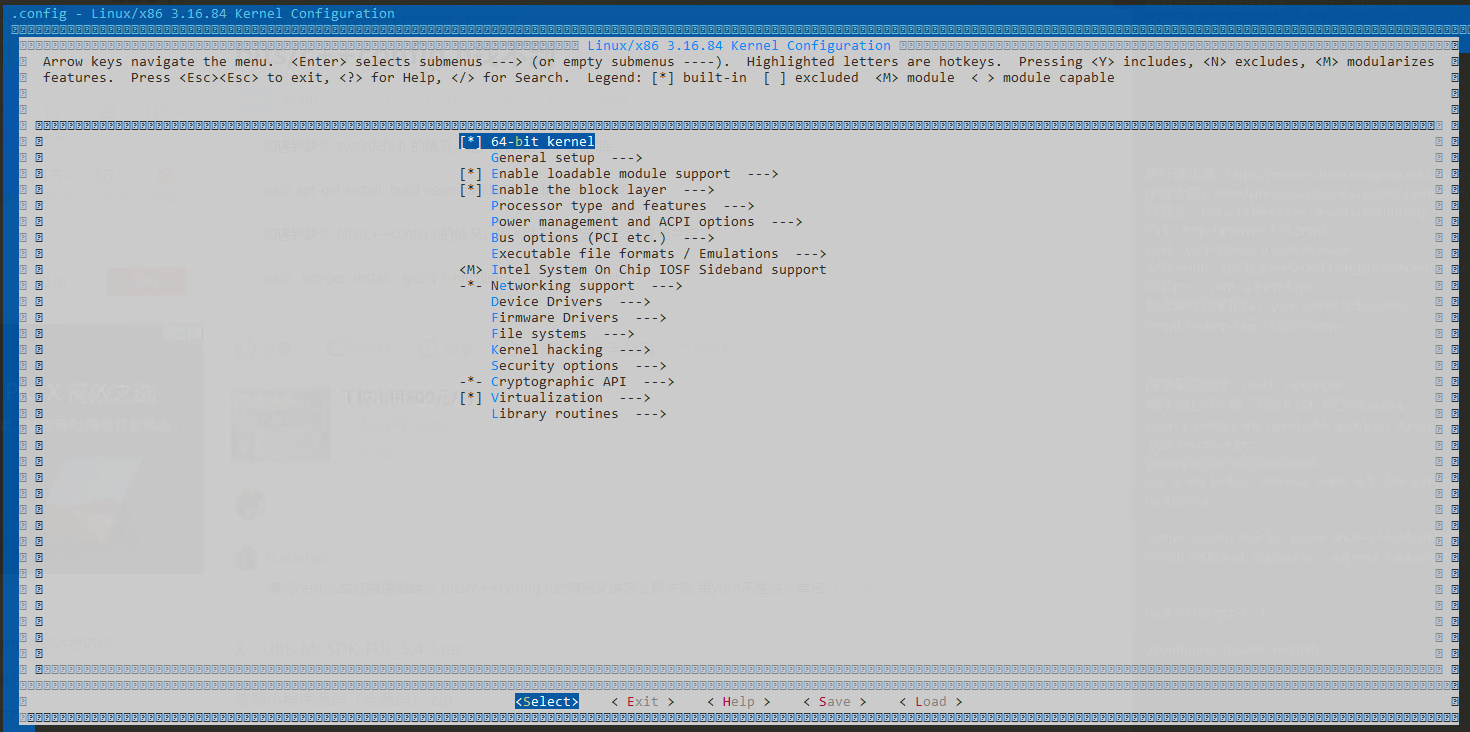 .config - Linux/x86 3.16.84 Kernel Configuration
Linux/x86 3.16.84 Kernel Configuration
Arrow keys navigate the menu.  <Enter> selects submenus ---> (or empty submenus ----).  Highlighted letters are hotkeys.  Pressing <Y> includes, <N> excludes, <M> modularizes
features.  Press <Esc><Esc> to exit, <?> for Help, </> for Search.  Legend: [*] built-in  [ ] excluded  <M> module  < > module capable
[*] 64-bit kernel
General setup  --->
[*] Enable loadable module support  --->
[*] Enable the block layer  --->
Processor type and features  --->
Power management and ACPI options  --->
Bus options (PCI etc.)  --->
Executable file formats / Emulations  --->
<M> Intel System On Chip IOSF Sideband support
-*- Networking support  --->
Device Drivers  --->
Firmware Drivers  --->
File systems  --->
Kernel hacking  --->
Security options  --->
-*- Cryptographic API  --->
[*] Virtualization  --->
Library routines  --->
<Select>    < Exit >    < Help >    < Save >    < Load >